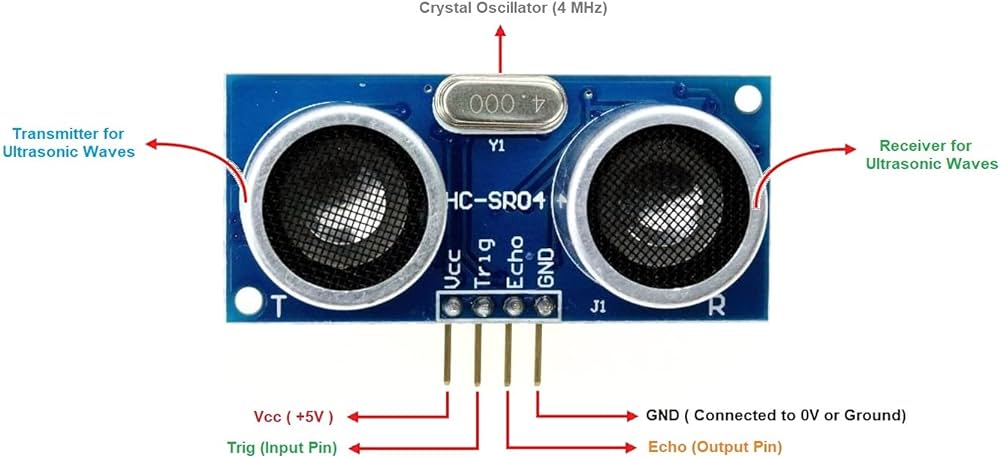 Crystal Oscillator (4 MHz)
4.000
Y1
Transmitter for
Ultrasonic Waves
Receiver for
Ultrasonic Waves
HC-SR04
Vcc
Trig
Echo
GND
T
J1
R
Vcc ( +5V )
GND ( Connected to 0V or Ground)
Trig (Input Pin)
Echo (Output Pin)